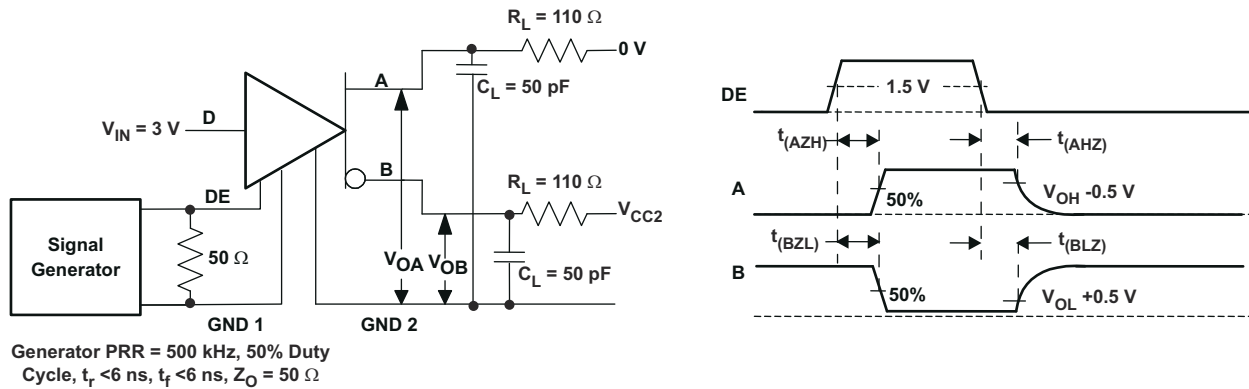 R_L = 110 Ω
0 V
A
C_L = 50 pF
V_IN = 3 V
D
B
R_L = 110 Ω
DE
V_CC2
Signal
Generator
50 Ω
V_OA
V_OB
C_L = 50 pF
GND 1
GND 2
Generator PRR = 500 kHz, 50% Duty
Cycle, t_r <6 ns, t_f <6 ns, Z_O = 50 Ω
DE
1.5 V
t_(AZH)
t_(AHZ)
A
50%
V_OH -0.5 V
t_(BZL)
t_(BLZ)
B
50%
V_OL +0.5 V